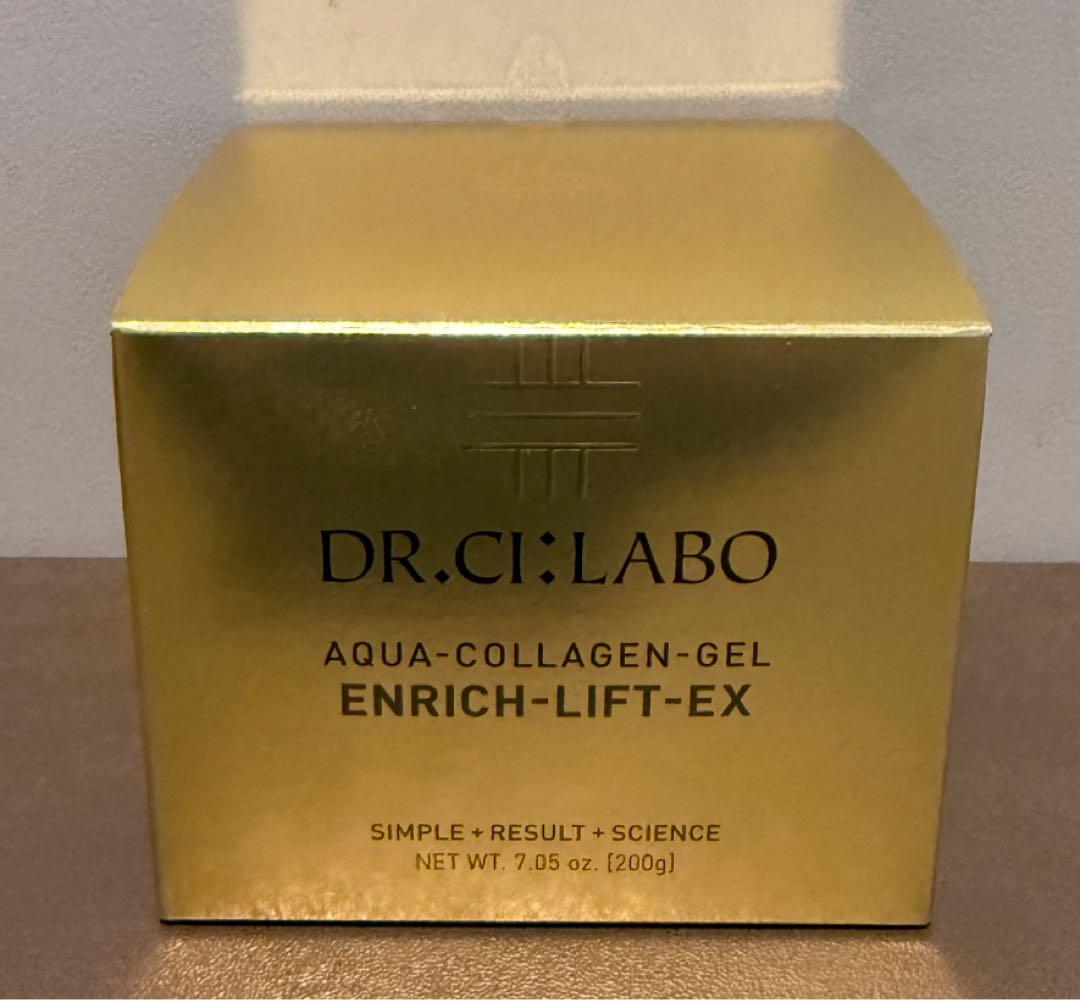 DR.CI:LABO
AQUA-COLLAGEN-GEL
ENRICH-LIFT-EX
SIMPLE + RESULT + SCIENCE
NET WT. 7.05 oz. [200g]